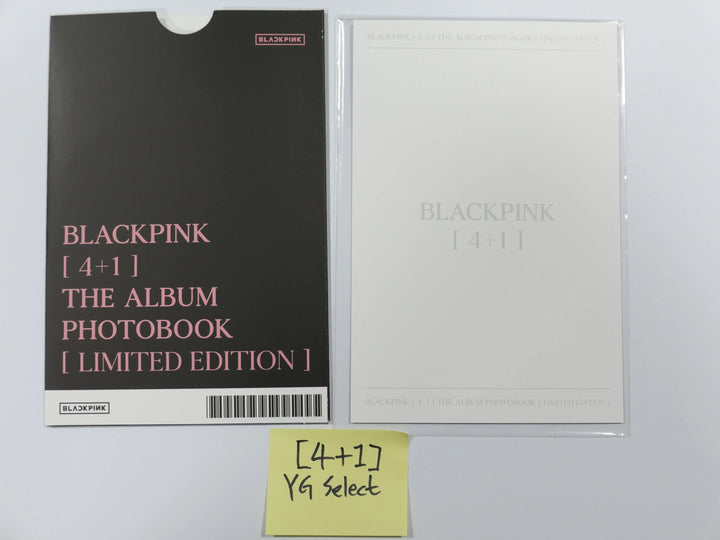 BLACKPINK
BLACKPINK
[ 4+1 ]
THE ALBUM
PHOTOBOOK
[ LIMITED EDITION ]
BLACKPINK
BLACKPINK [ 4+1 ] THE ALBUM PHOTOBOOK [ LIMITED EDITION ]
BLACKPINK
[ 4+1 ]
BLACKPINK [ 4+1 ] THE ALBUM PHOTOBOOK [ LIMITED EDITION ]
[4+1]
YG Select